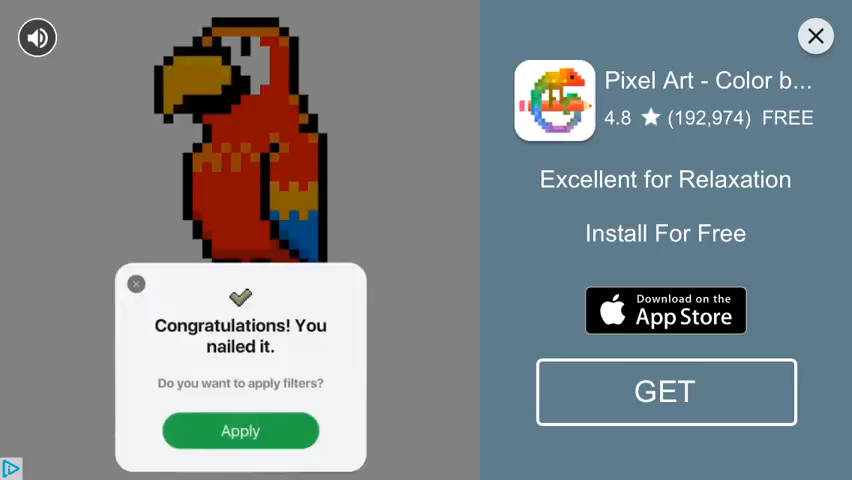 Pixel Art - Color b...
4.8 ★ (192,974) FREE
Excellent for Relaxation
Install For Free
Download on the
App Store
GET
Congratulations! You
nailed it.
Do you want to apply filters?
Apply